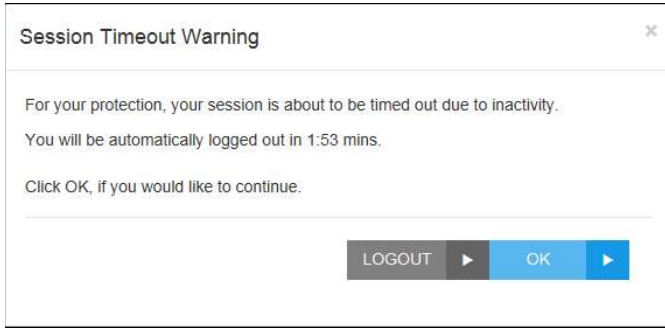 Session Timeout Warning
For your protection, your session is about to be timed out due to inactivity.
You will be automatically logged out in 1:53 mins.
Click OK, if you would like to continue.
LOGOUT OK